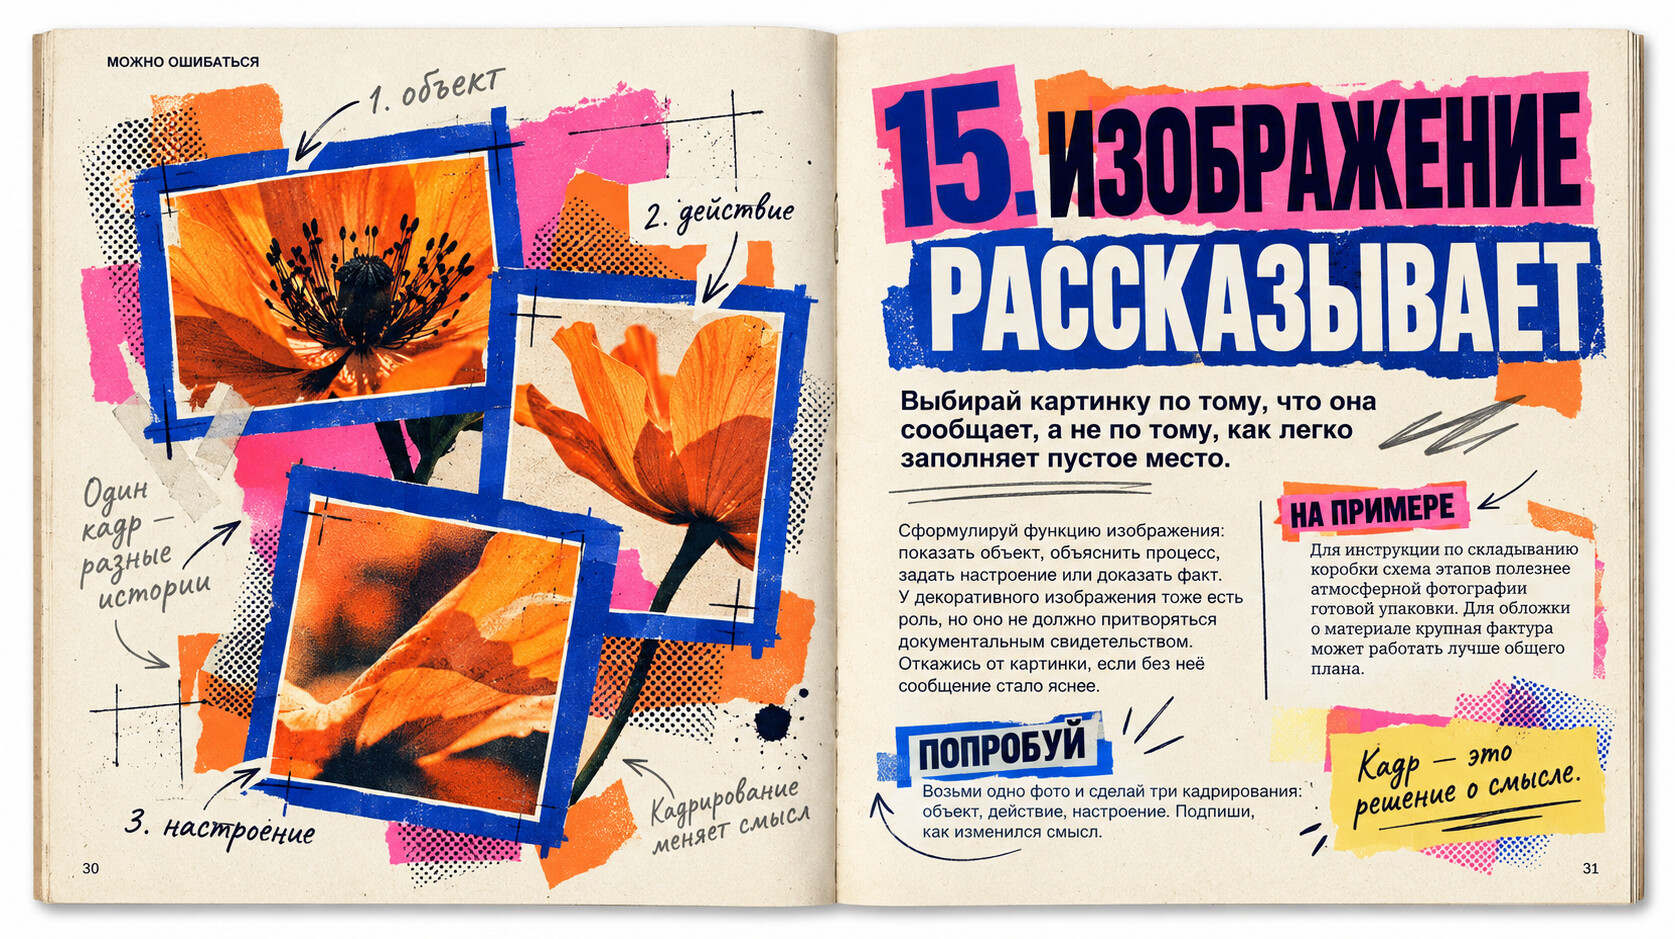 МОЖНО ОШИБАТЬСЯ
1. объект
2. действие
Один
кадр —
разные
истории
3. настроение
Кадрирование
меняет смысл
30
15. ИЗОБРАЖЕНИЕ
РАССКАЗЫВАЕТ
Выбирай картинку по тому, что она
сообщает, а не по тому, как легко
заполняет пустое место.
Сформулируй функцию изображения:
показать объект, объяснить процесс,
задать настроение или доказать факт.
У декоративного изображения тоже есть
роль, но оно не должно притворяться
документальным свидетельством.
Откажись от картинки, если без неё
сообщение стало яснее.
НА ПРИМЕРЕ
Для инструкции по складыванию
коробки схема этапов полезнее
атмосферной фотографии
готовой упаковки. Для обложки
о материале крупная фактура
может работать лучше общего
плана.
ПОПРОБУЙ
Возьми одно фото и сделай три кадрирования:
объект, действие, настроение. Подпиши,
как изменился смысл.
Кадр — это
решение о смысле.
31